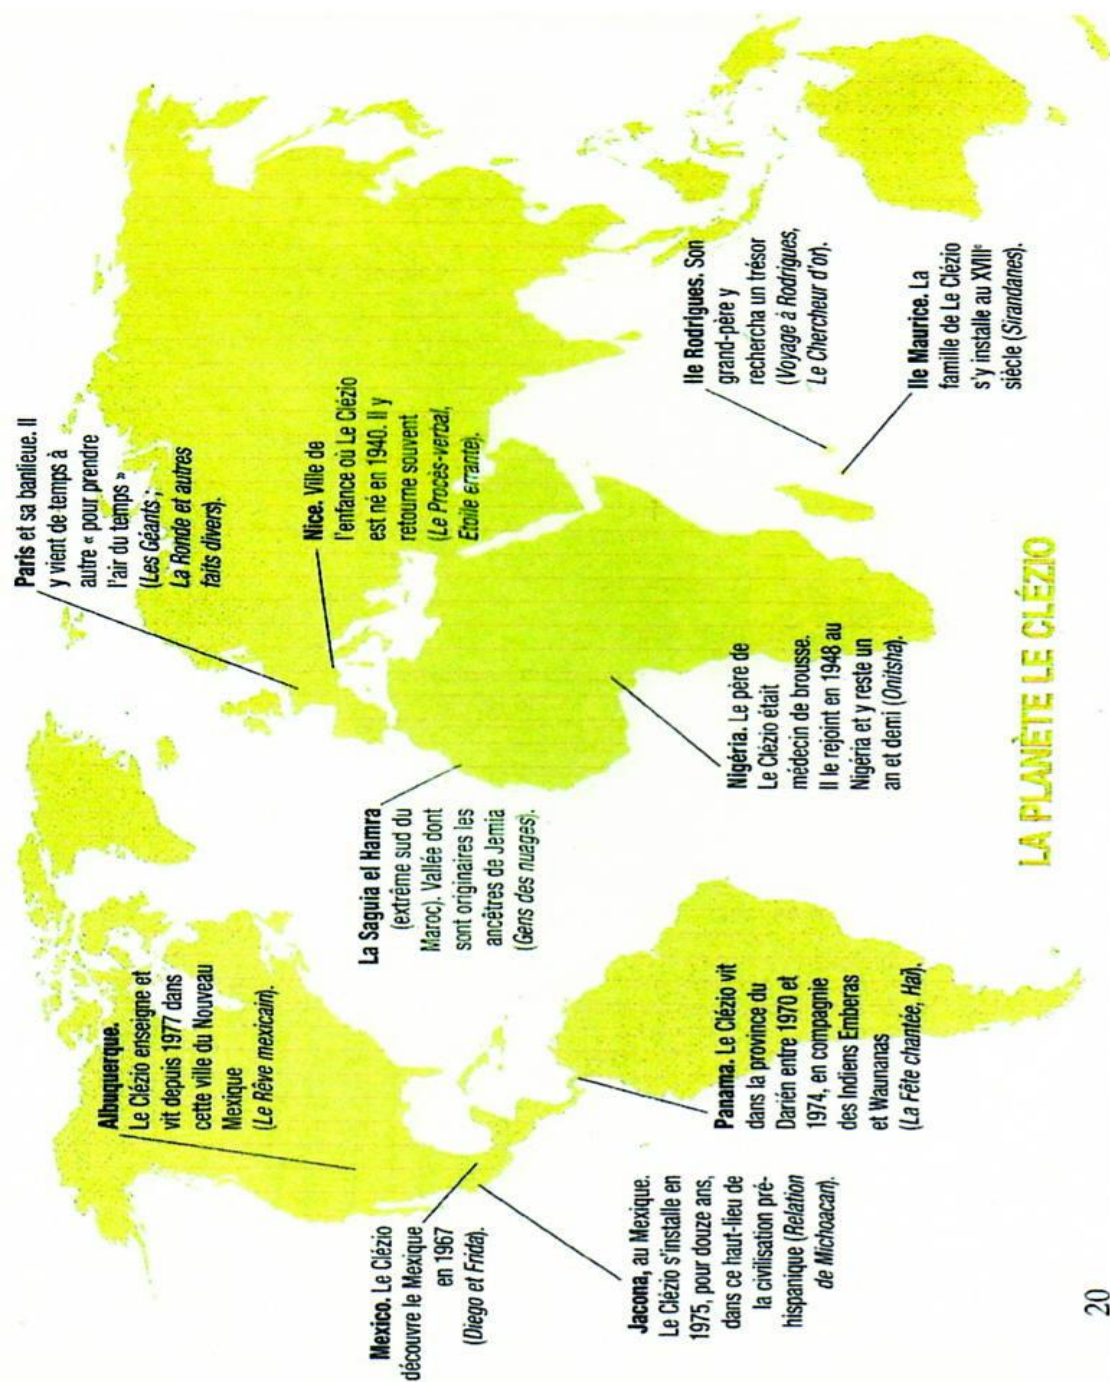 Albuquerque.
Le Clézio enseigne et
vit depuis 1977 dans
cette ville du Nouveau
Mexique
(Le Rêve mexicain).
Paris et sa banlieue. Il
y vient de temps à
autre « pour prendre
l'air du temps »
(Les Géants ;
La Ronde et autres
faits divers).
Nice. Ville de
l'enfance où Le Clézio
est né en 1940. Il y
retourne souvent
(Le Procès-verbal,
Etoile errante).
La Saguia el Hamra
(extrême sud du
Maroc). Vallée dont
sont originaires les
ancêtres de Jemia
(Gens des nuages).
Mexico. Le Clézio
découvre le Mexique
en 1967
(Diego et Frida).
Jacona, au Mexique.
Le Clézio s'installe en
1975, pour douze ans,
dans ce haut-lieu de
la civilisation pré-
hispanique (Relation
de Michoacan).
Panama. Le Clézio vit
dans la province du
Darién entre 1970 et
1974, en compagnie
des Indiens Emberas
et Waunanas
(La Fête chantée, Haï).
Nigéria. Le père de
Le Clézio était
médecin de brousse.
Il le rejoint en 1948 au
Nigéria et y reste un
an et demi (Onitsha).
Ile Rodrigues. Son
grand-père y
rechercha un trésor
(Voyage à Rodrigues,
Le Chercheur d'or).
Ile Maurice. La
famille de Le Clézio
s'y installe au XVIIIe
siècle (Sirandanes).
LA PLANÈTE LE CLÉZIO
20